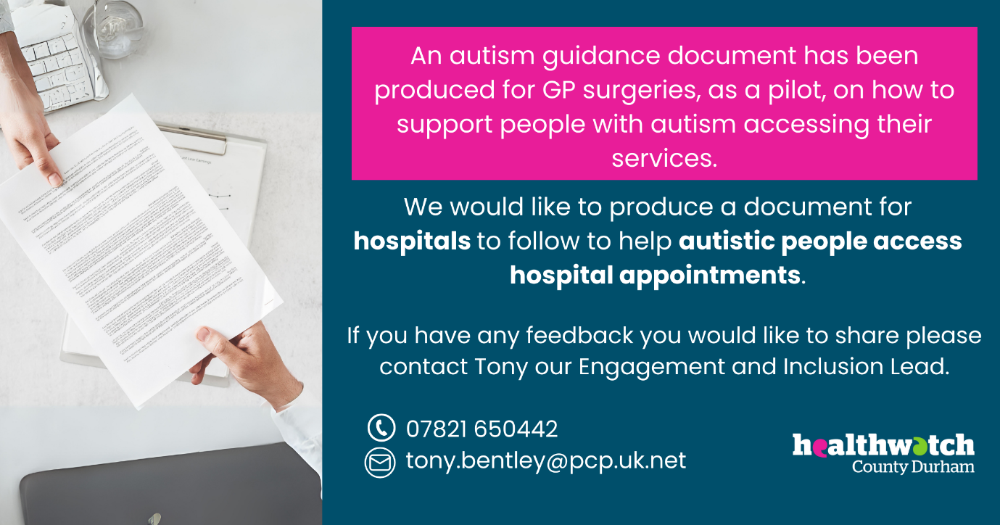 An autism guidance document has been
produced for GP surgeries, as a pilot, on how to
support people with autism accessing their
services.
We would like to produce a document for
hospitals to follow to help autistic people access
hospital appointments.
If you have any feedback you would like to share please
contact Tony our Engagement and Inclusion Lead.
07821 650442
tony.bentley@pcp.uk.net
healthwatch
County Durham